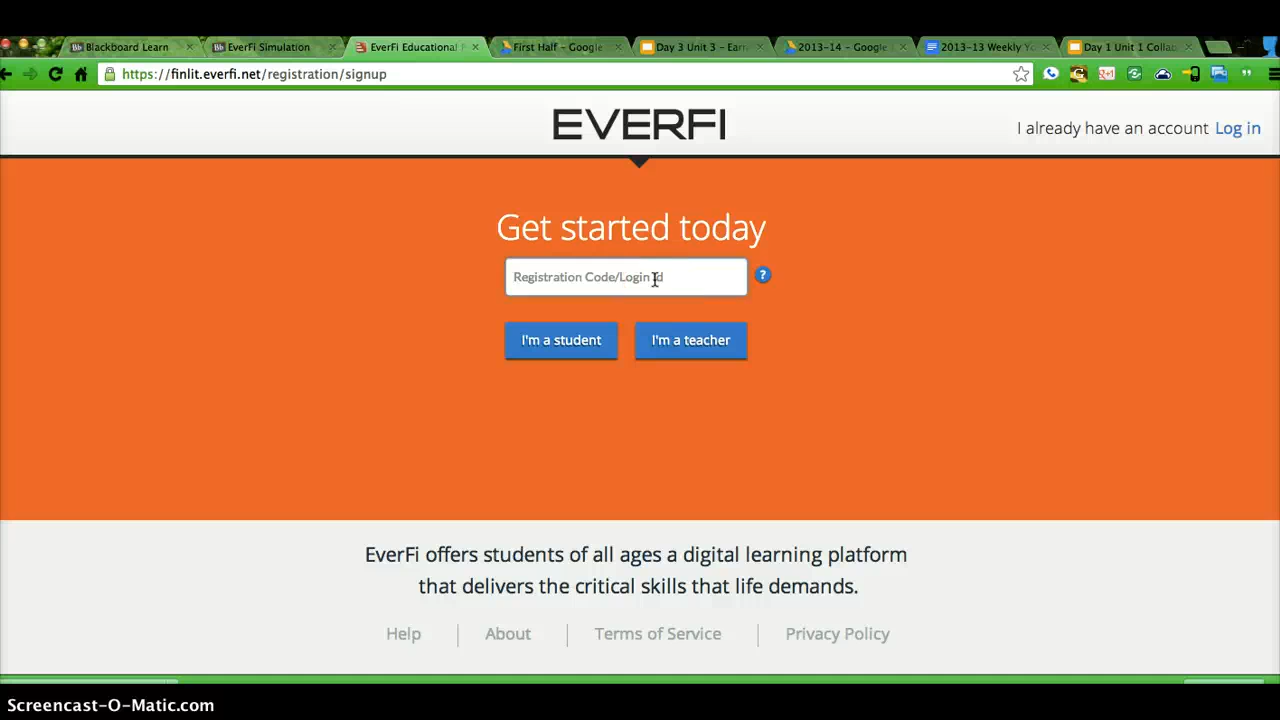 Blackboard Learn
EverFi Simulation
EverFi Educational P
First Half - Google
Day 3 Unit 3 - Earn
2013-14 - Google
2013-13 Weekly Yo
Day 1 Unit 1 Collab
https://finlit.everfi.net/registration/signup
EVERFI
I already have an account Log in
Get started today
Registration Code/Login Id
?
I'm a student
I'm a teacher
EverFi offers students of all ages a digital learning platform
that delivers the critical skills that life demands.
Help | About | Terms of Service | Privacy Policy
Screencast-O-Matic.com